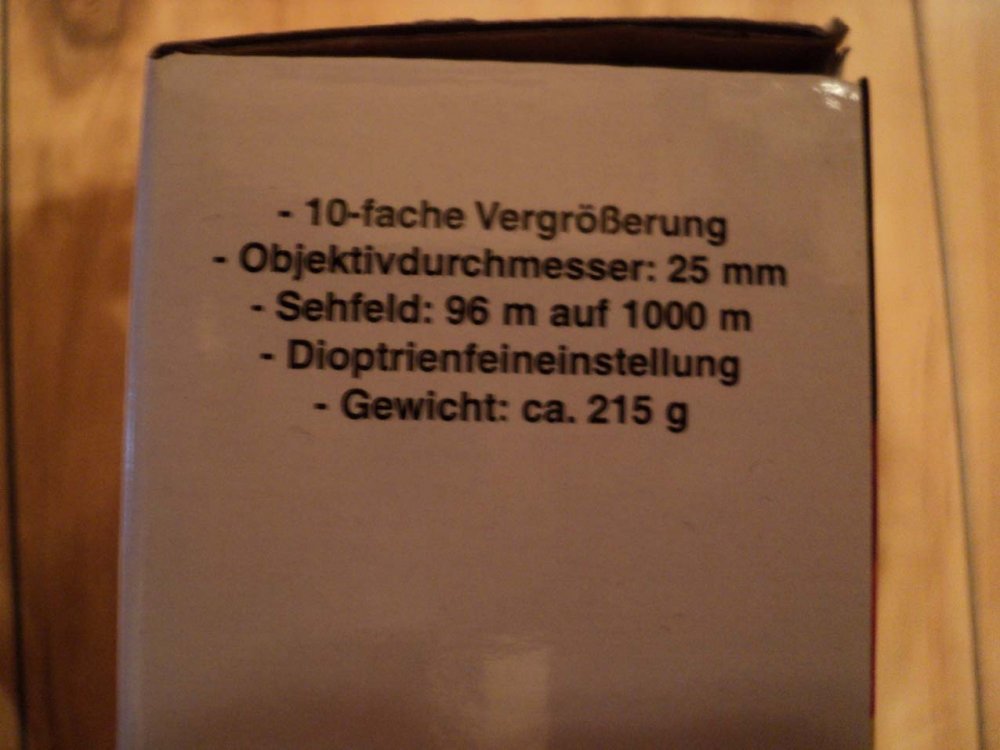 - 10-fache Vergrößerung
- Objektivdurchmesser: 25 mm
- Sehfeld: 96 m auf 1000 m
- Dioptrienfeineinstellung
- Gewicht: ca. 215 g